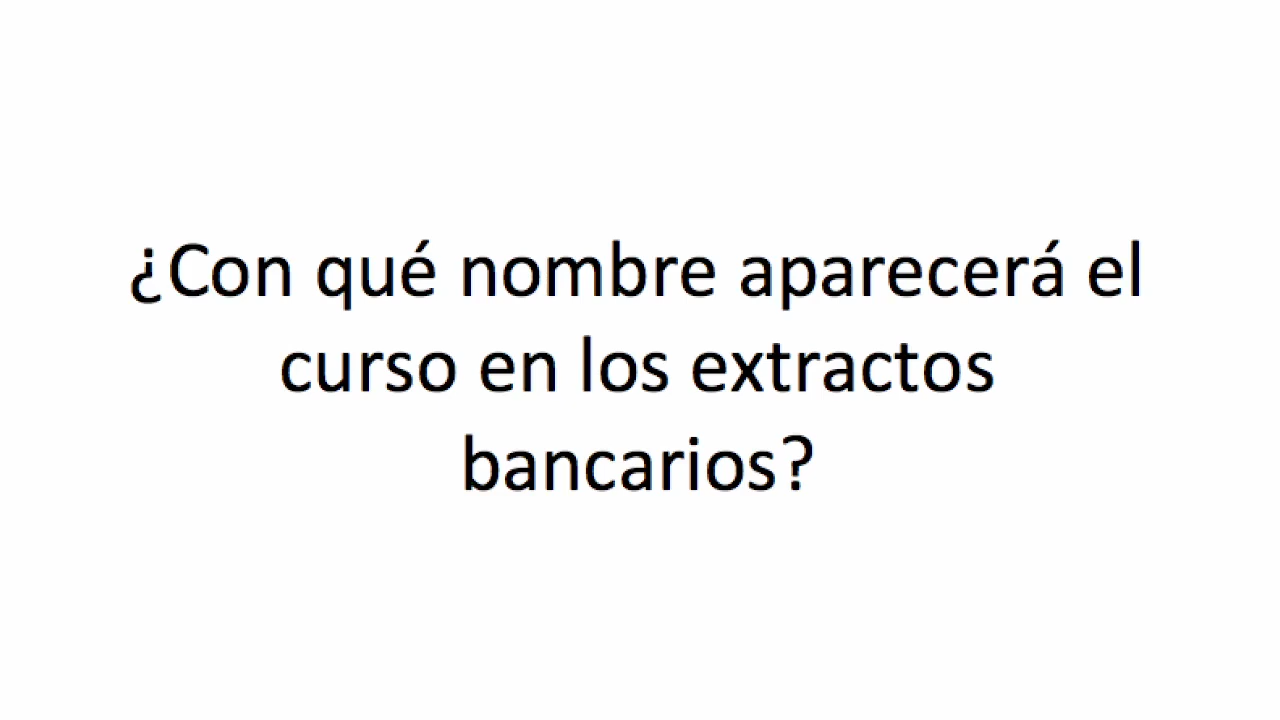 ¿Con qué nombre aparecerá el
curso en los extractos
bancarios?